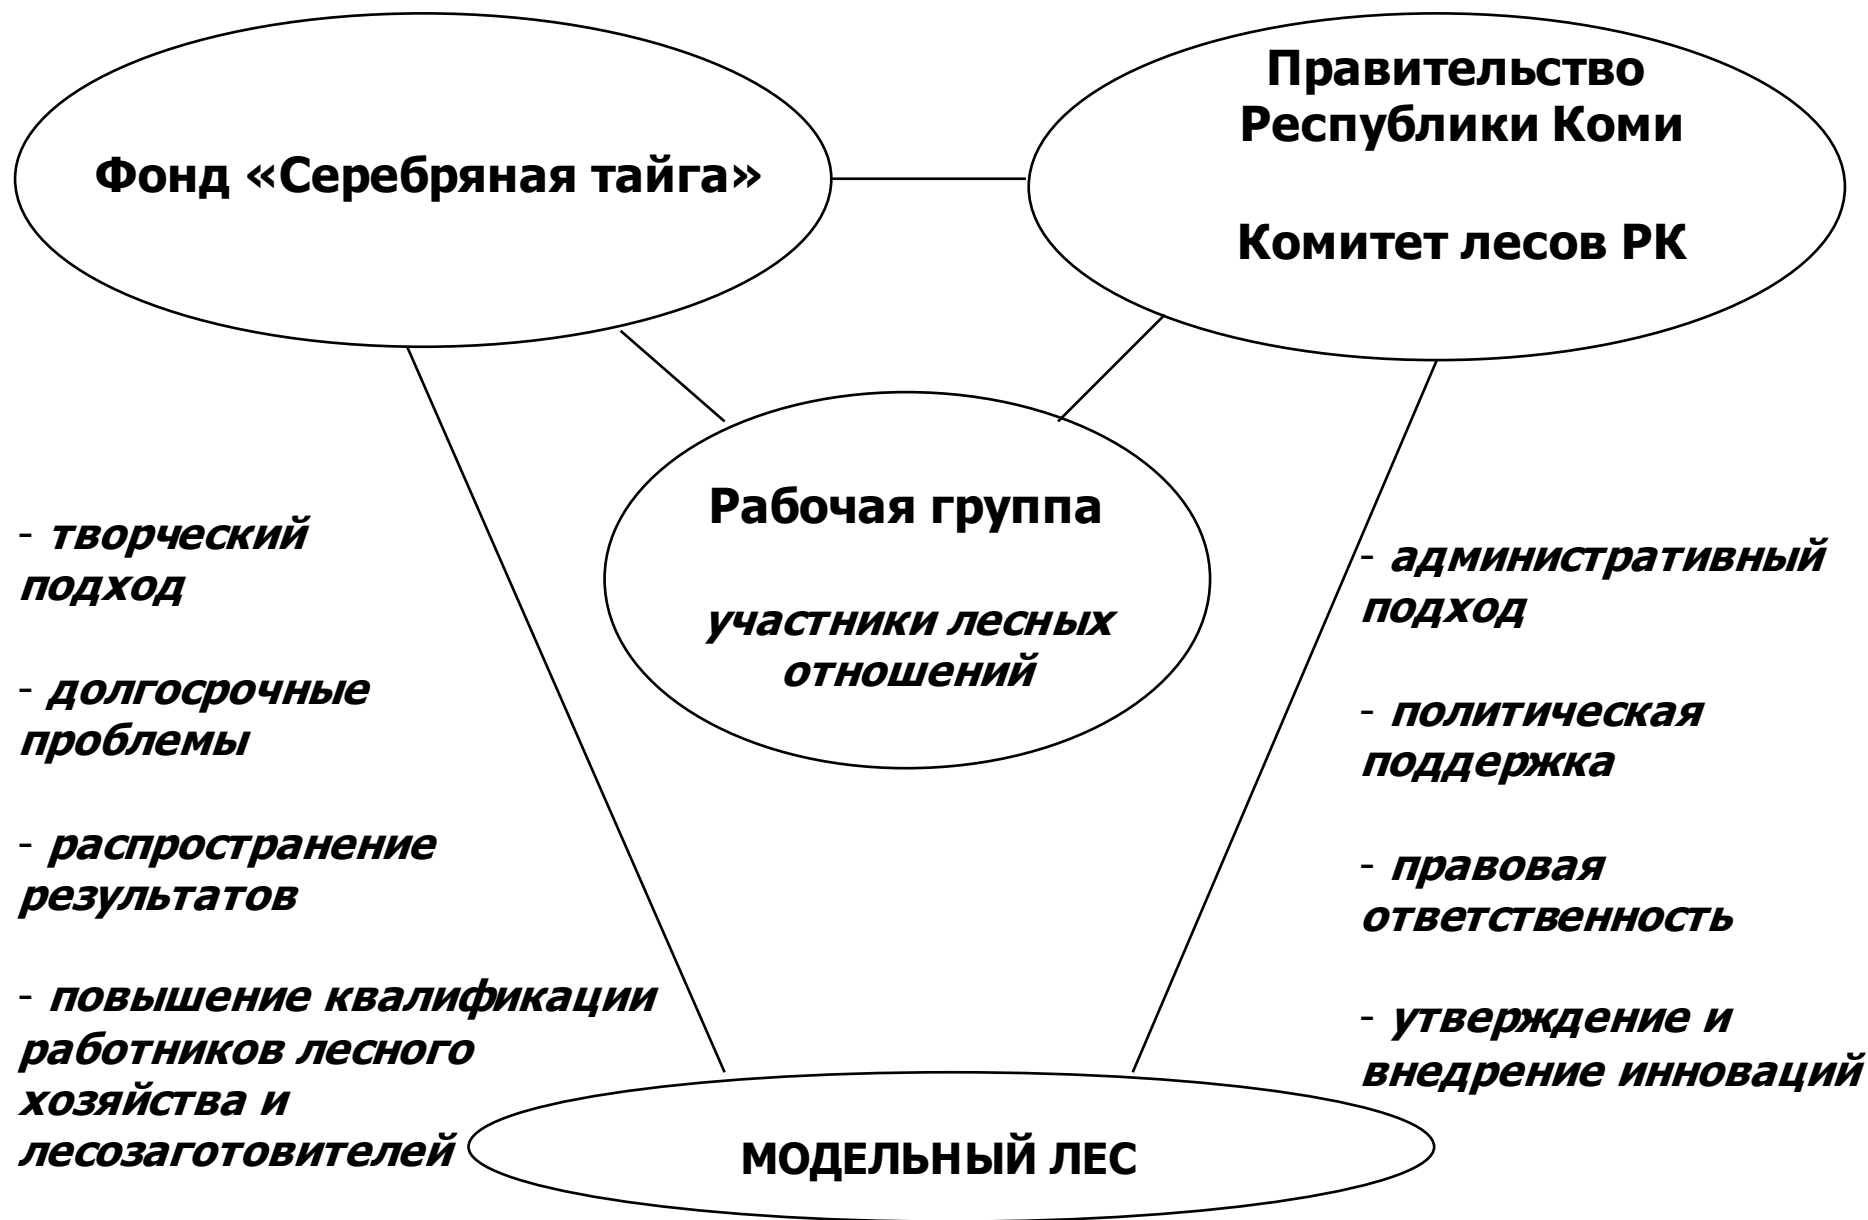 Фонд «Серебряная тайга»
Правительство
Республики Коми
Комитет лесов РК
Рабочая группа
участники лесных
отношений
- творческий
подход
- долгосрочные
проблемы
- распространение
результатов
- повышение квалификации
работников лесного
хозяйства и
лесозаготовителей
- административный
подход
- политическая
поддержка
- правовая
ответственность
- утверждение и
внедрение инноваций
МОДЕЛЬНЫЙ ЛЕС